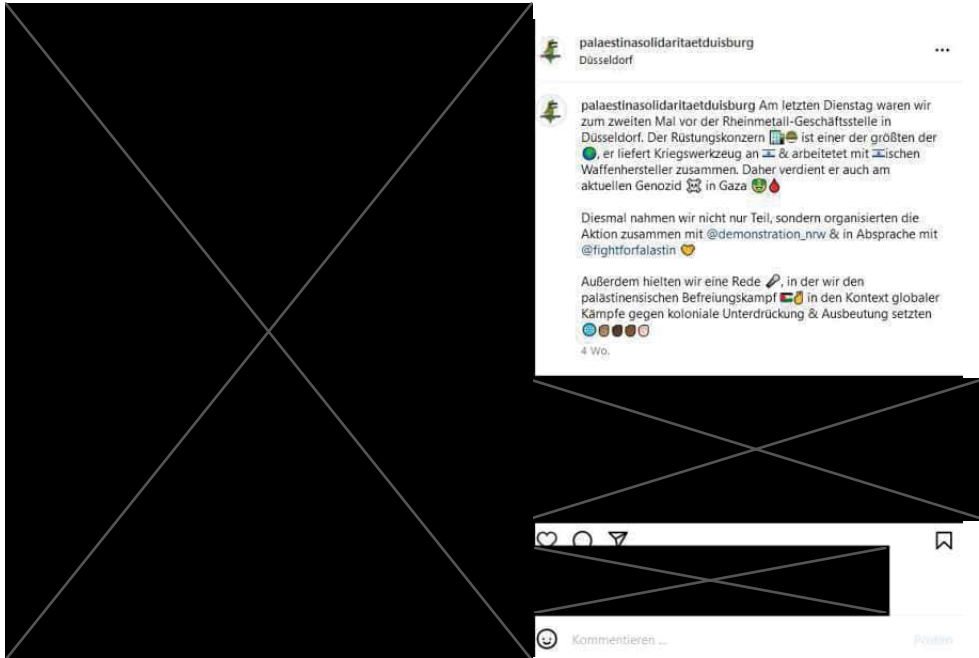 palaestinasolidaritaetduisburg
Düsseldorf
palaestinasolidaritaetduisburg Am letzten Dienstag waren wir
zum zweiten Mal vor der Rheinmetall-Geschäftsstelle in
Düsseldorf. Der Rüstungskonzern 🏦🪖 ist einer der größten der
🌍, er liefert Kriegswerkzeug an 🇮🇱 & arbeitetet mit 🇮🇱ischen
Waffenhersteller zusammen. Daher verdient er auch am
aktuellen Genozid ☠️ in Gaza 🤑🩸
Diesmal nahmen wir nicht nur Teil, sondern organisierten die
Aktion zusammen mit @demonstration_nrw & in Absprache mit
@fightforfalastin 🧡
Außerdem hielten wir eine Rede 🎤, in der wir den
palästinensischen Befreiungskampf 🇵🇸✌️ in den Kontext globaler
Kämpfe gegen koloniale Unterdrückung & Ausbeutung setzten
🌐✊🏽✊🏿✊🏾✊🏻
4 Wo.
Kommentieren ...
Posten